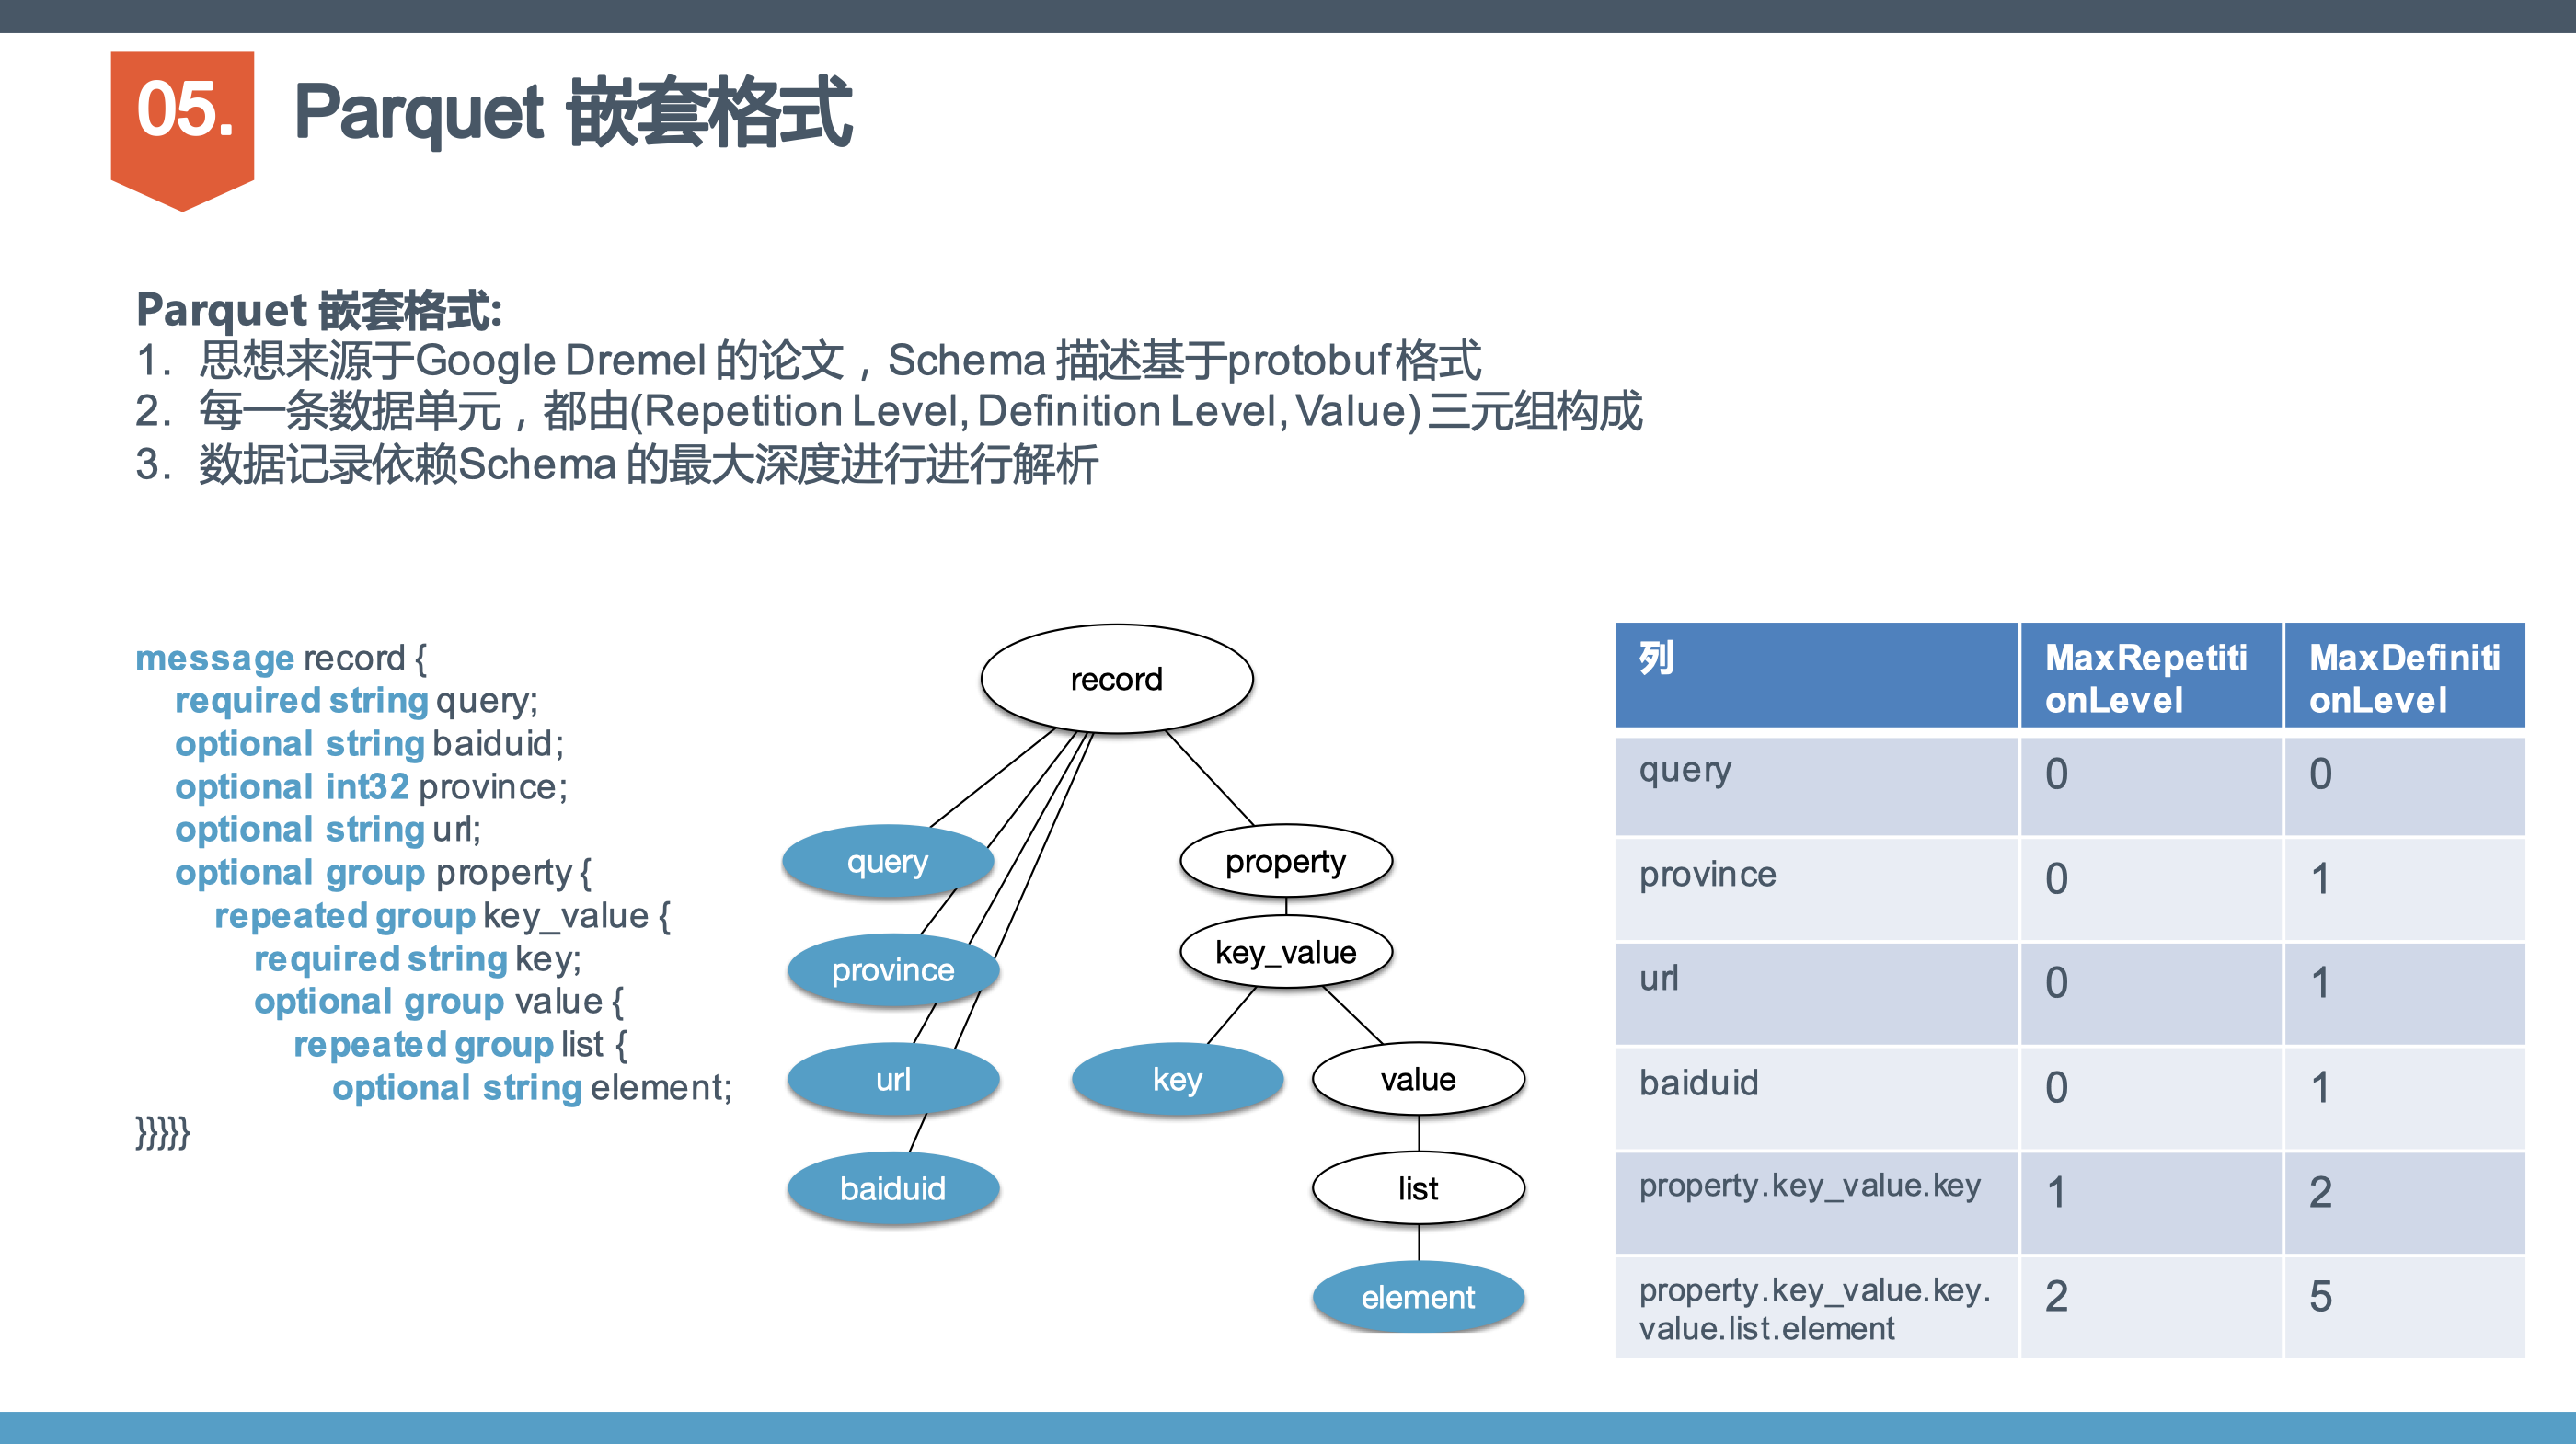 05.
Parquet 嵌套格式
Parquet 嵌套格式:
1. 思想来源于Google Dremel 的论文，Schema 描述基于protobuf格式
2. 每一条数据单元，都由(Repetition Level, Definition Level, Value) 三元组构成
3. 数据记录依赖Schema 的最大深度进行进行解析
message record {
required string query;
optional string baiduid;
optional int32 province;
optional string url;
optional group property {
repeated group key_value {
required string key;
optional group value {
repeated group list {
optional string element;
}}}}}
record
query
property
key_value
province
key
value
url
list
baiduid
element
列 MaxRepetiti MaxDefiniti
onLevel onLevel
query 0 0
province 0 1
url 0 1
baiduid 0 1
property.key_value.key 1 2
property.key_value.key. 2 5
value.list.element